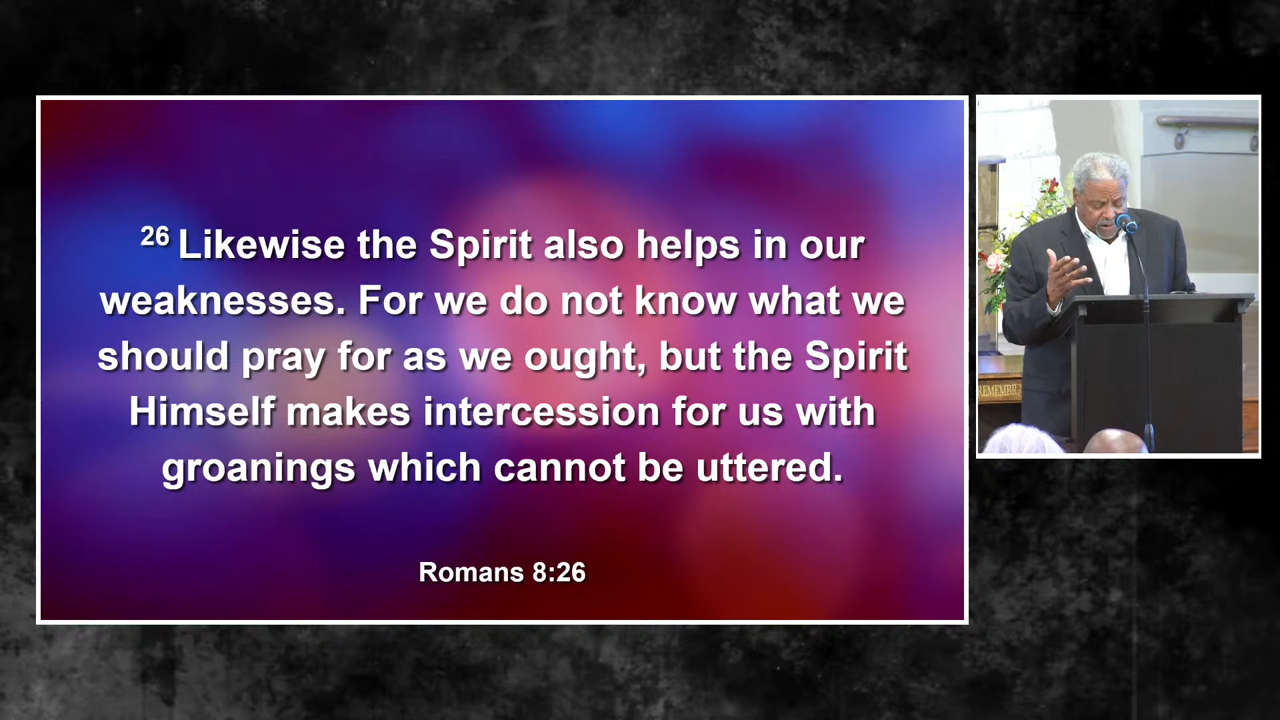 26 Likewise the Spirit also helps in our
weaknesses. For we do not know what we
should pray for as we ought, but the Spirit
Himself makes intercession for us with
groanings which cannot be uttered.
Romans 8:26